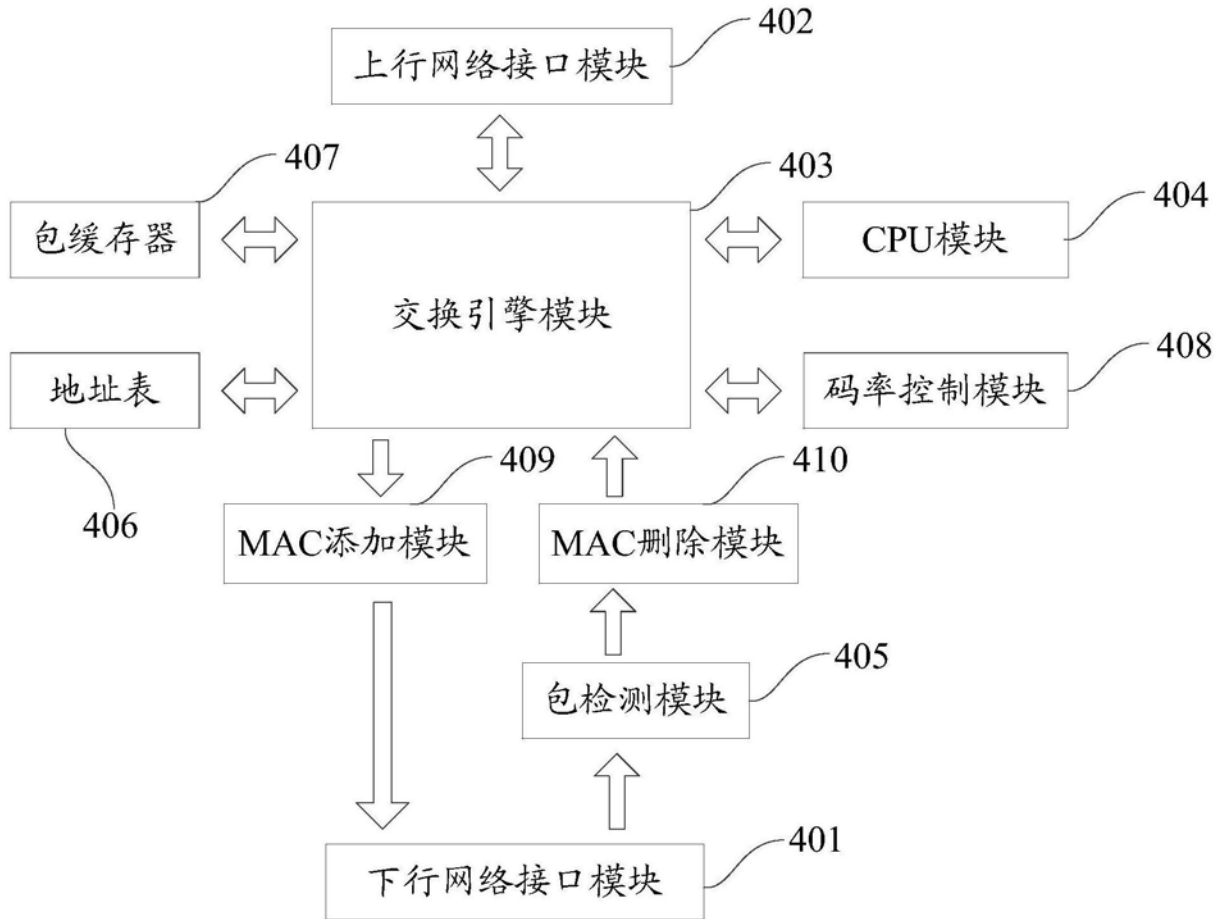 402
上行网络接口模块
407
403
404
包缓存器
CPU模块
交换引擎模块
408
地址表
码率控制模块
409
410
406
MAC添加模块
MAC删除模块
405
包检测模块
401
下行网络接口模块